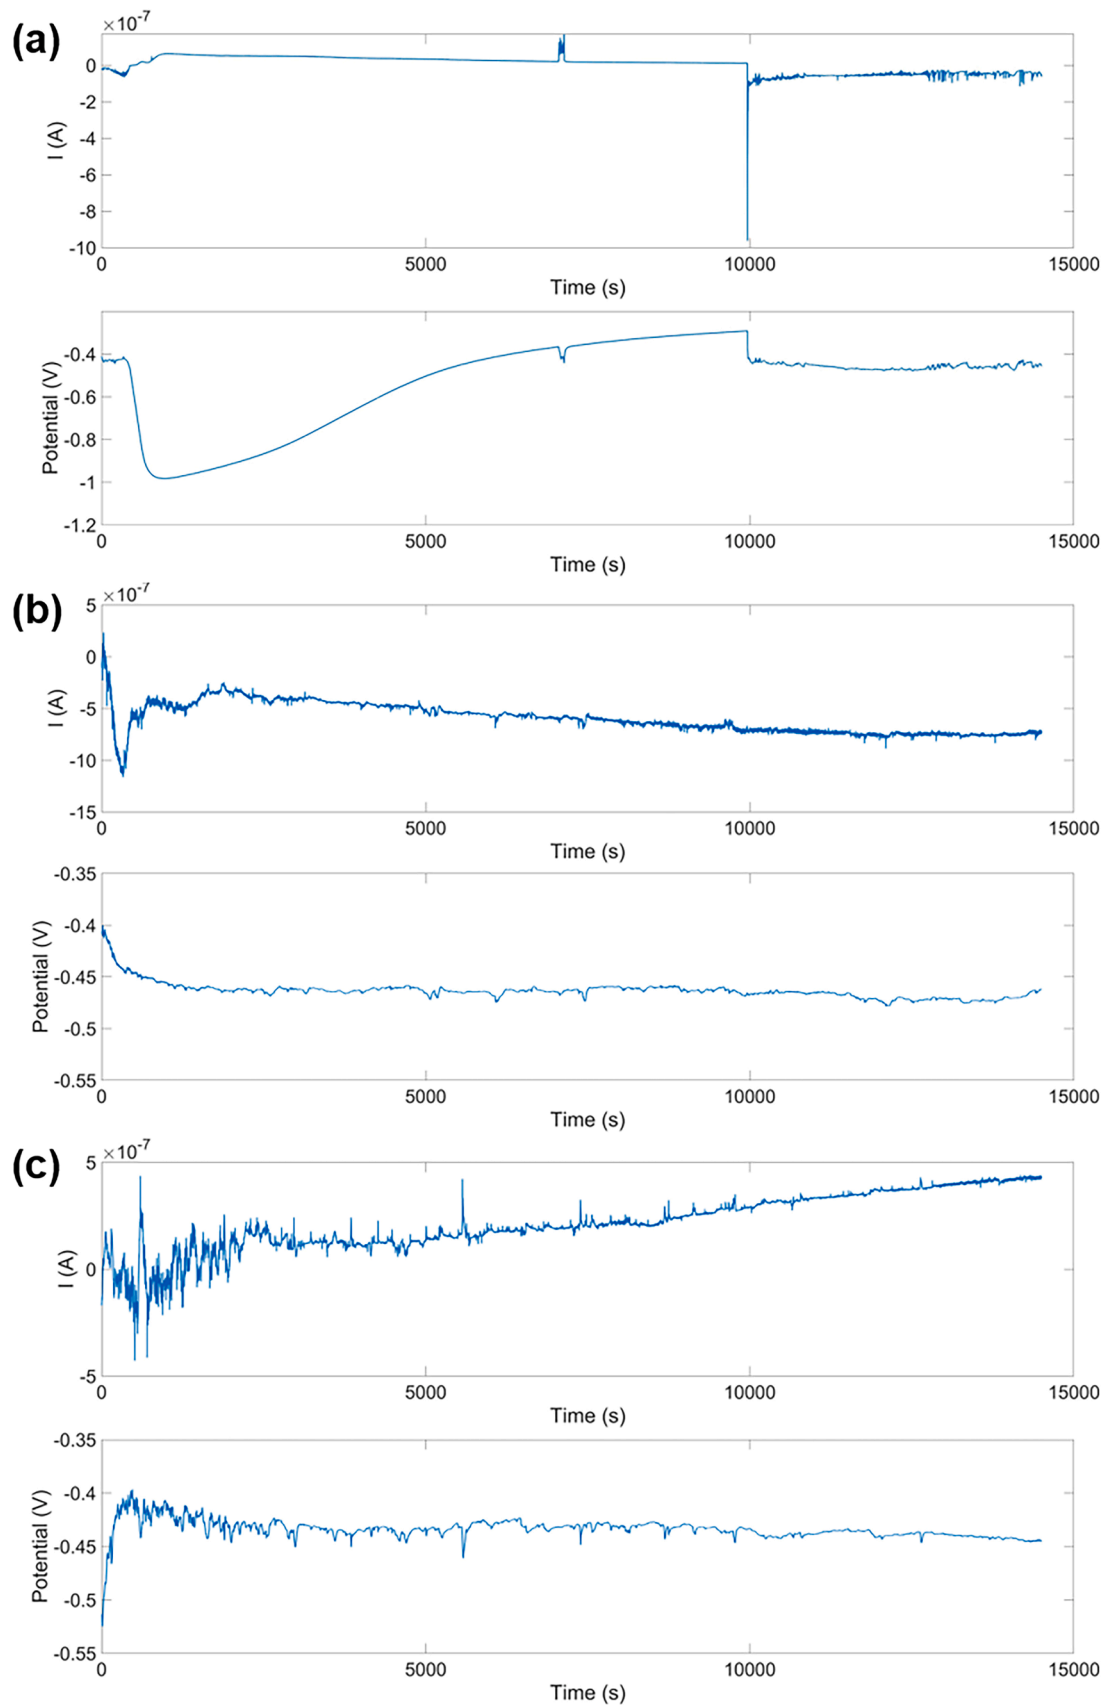 (a)
×10-7
0
-2
-4
-6
-8
-10
I (A)
0 5000 10000 15000
Time (s)
-0.4
-0.6
-0.8
-1
-1.2
Potential (V)
0 5000 10000 15000
Time (s)
(b)
×10-7
5
0
-5
-10
-15
I (A)
0 5000 10000 15000
Time (s)
-0.35
-0.4
-0.45
-0.5
-0.55
Potential (V)
0 5000 10000 15000
Time (s)
(c)
×10-7
5
0
-5
I (A)
0 5000 10000 15000
Time (s)
-0.35
-0.4
-0.45
-0.5
-0.55
Potential (V)
0 5000 10000 15000
Time (s)